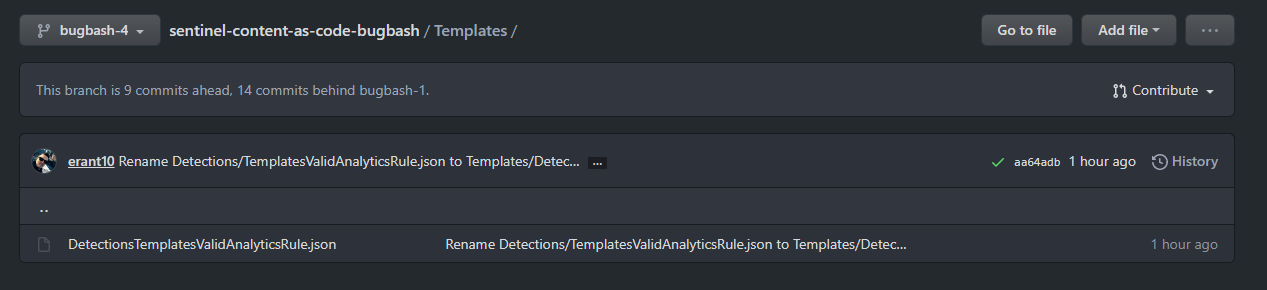 bugbash-4 sentinel-content-as-code-bugbash / Templates / Go to file Add file ...
This branch is 9 commits ahead, 14 commits behind bugbash-1. Contribute
erant10 Rename Detections/TemplatesValidAnalyticsRule.json to Templates/Detec... ... aa64adb 1 hour ago History
..
DetectionsTemplatesValidAnalyticsRule.json Rename Detections/TemplatesValidAnalyticsRule.json to Templates/Detec... 1 hour ago